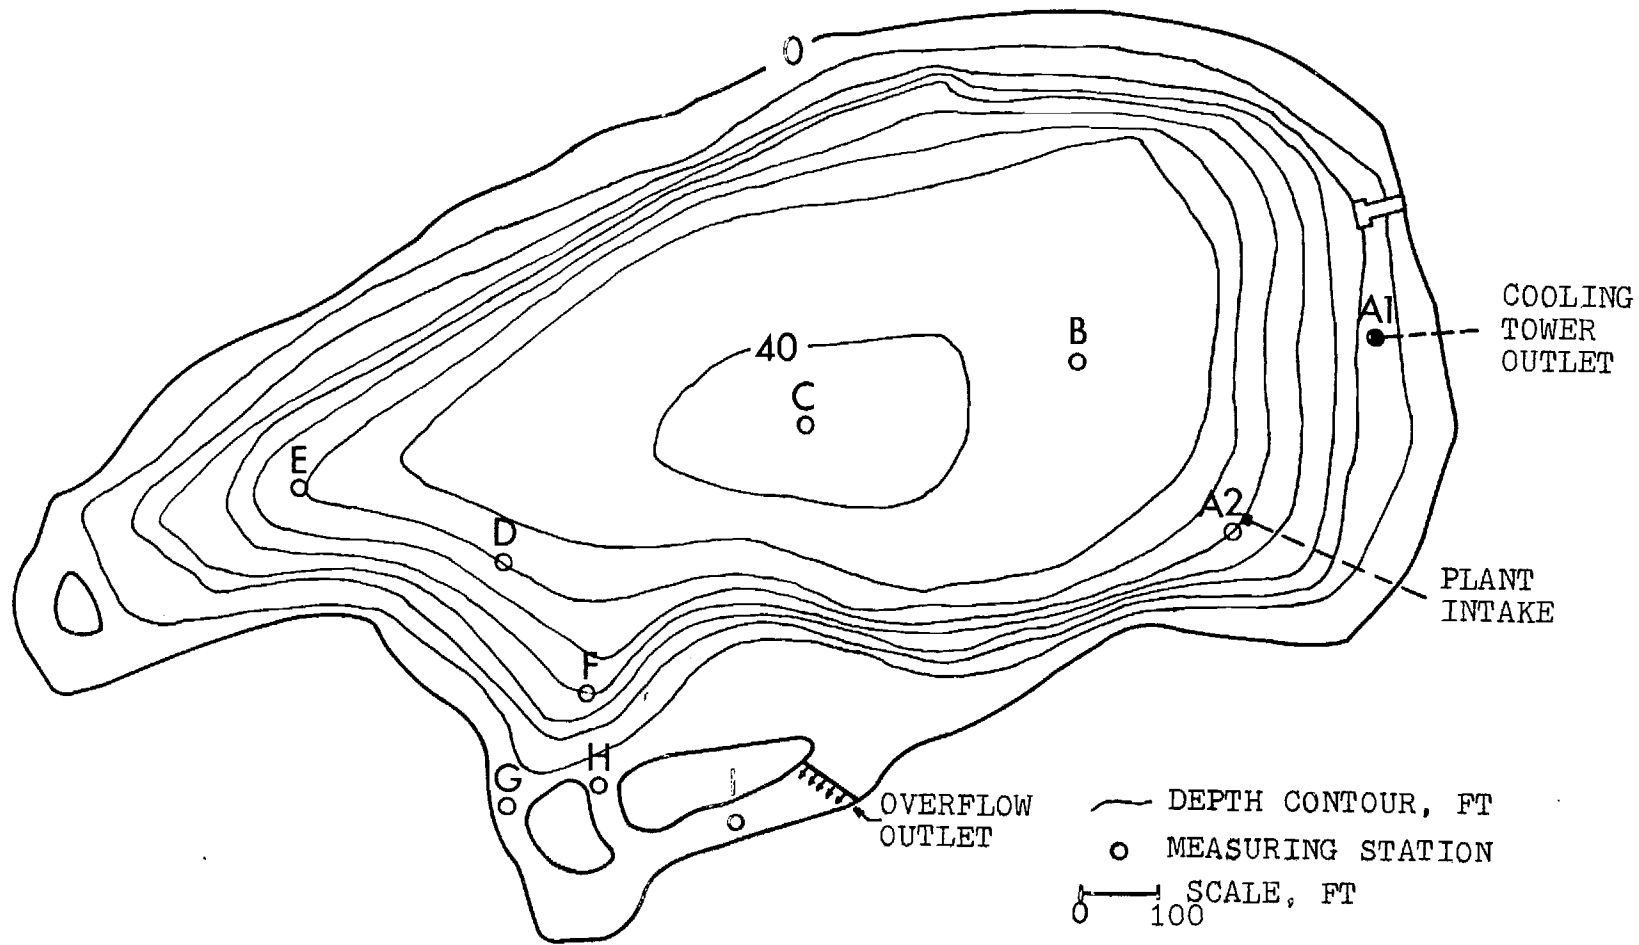 0
A1
COOLING
TOWER
OUTLET
B
40
C
E
A2
D
PLANT
INTAKE
F
H
G
I
OVERFLOW
OUTLET
DEPTH CONTOUR, FT
MEASURING STATION
SCALE, FT
0 100